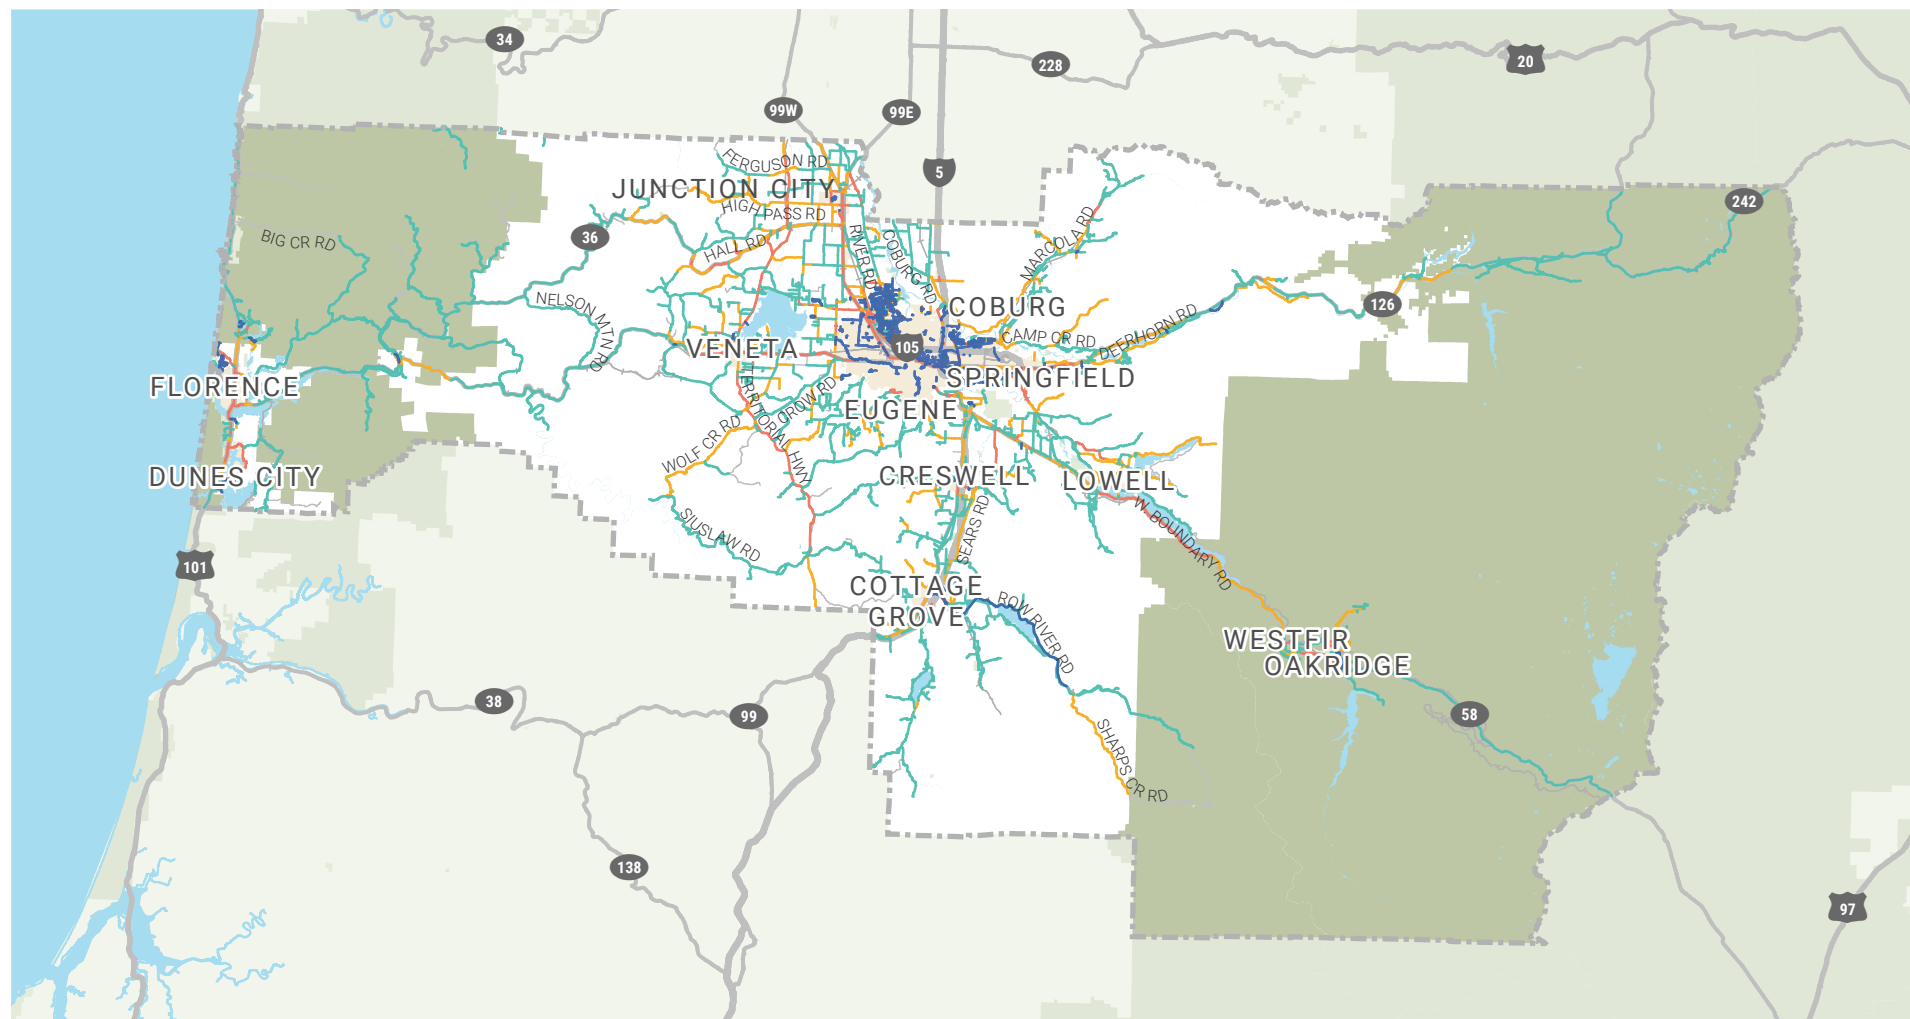 34
20
228
99W
99E
5
FERGUSON RD
JUNCTION CITY
HIGH PASS RD
242
36
BIG CR RD
HALL RD
RIVER RD
COBURG RD
MARCOLA RD
NELSON MTN RD
COBURG
126
CAMP CR RD
DEERHORN RD
VENETA
105
FLORENCE
SPRINGFIELD
TERRITORIAL HWY
CROW RD
EUGENE
WOLF CR RD
DUNES CITY
CRESWELL
LOWELL
SIUSLAW RD
SEARS RD
W. BOUNDARY RD
101
COTTAGE
GROVE
ROW RIVER RD
WESTFIR
OAKRIDGE
38
99
58
SHARPS CR RD
138
97